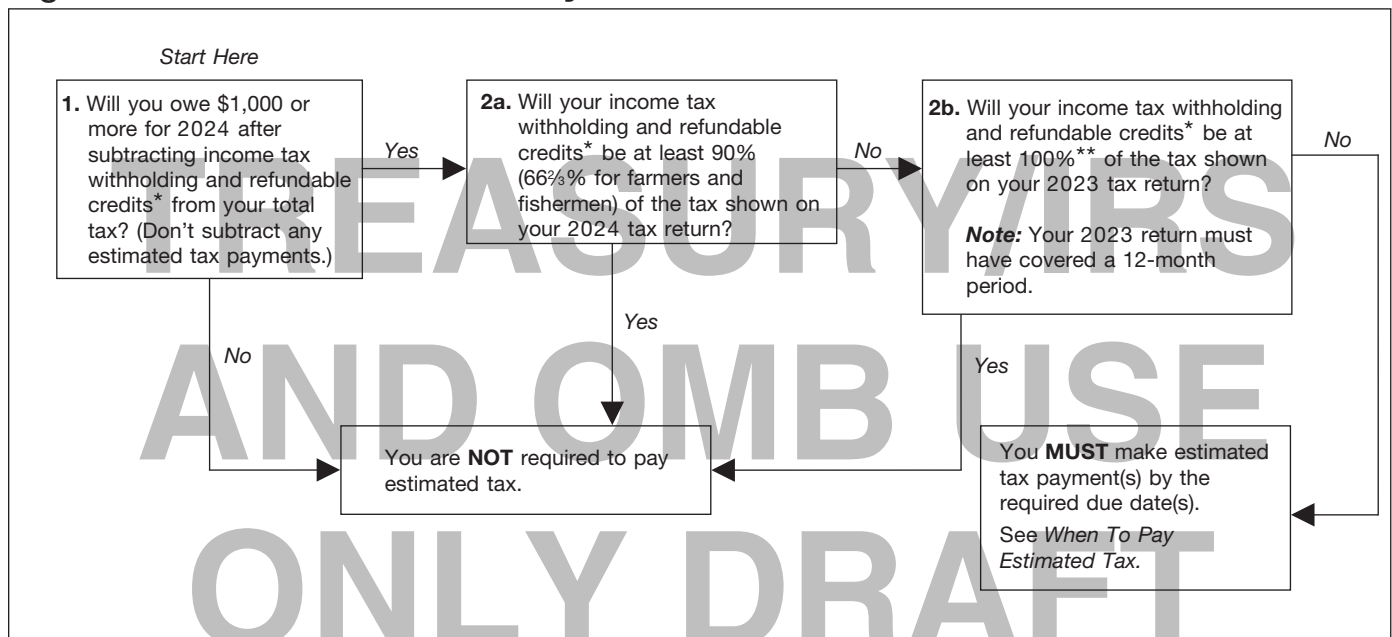 Start Here
1. Will you owe $1,000 or
more for 2024 after
subtracting income tax
withholding and refundable
credits* from your total
tax? (Don't subtract any
estimated tax payments.)
Yes
2a. Will your income tax
withholding and refundable
credits* be at least 90%
(66⅔% for farmers and
fishermen) of the tax shown on
your 2024 tax return?
No
2b. Will your income tax withholding
and refundable credits* be at
least 100%** of the tax shown
on your 2023 tax return?
Note: Your 2023 return must
have covered a 12-month
period.
No
No
Yes
Yes
You are NOT required to pay
estimated tax.
You MUST make estimated
tax payment(s) by the
required due date(s).
See When To Pay
Estimated Tax.
TREASURY/IRS
AND OMB USE
ONLY DRAFT